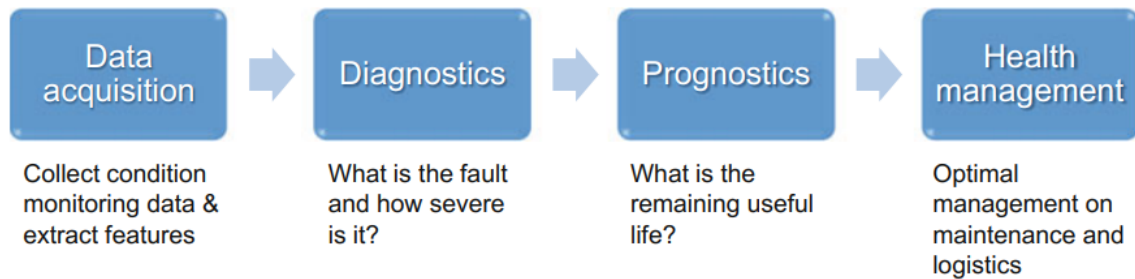 Data
acquisition
Diagnostics
Prognostics
Health
management
Collect condition
monitoring data &
extract features
What is the fault
and how severe
is it?
What is the
remaining useful
life?
Optimal
management on
maintenance and
logistics